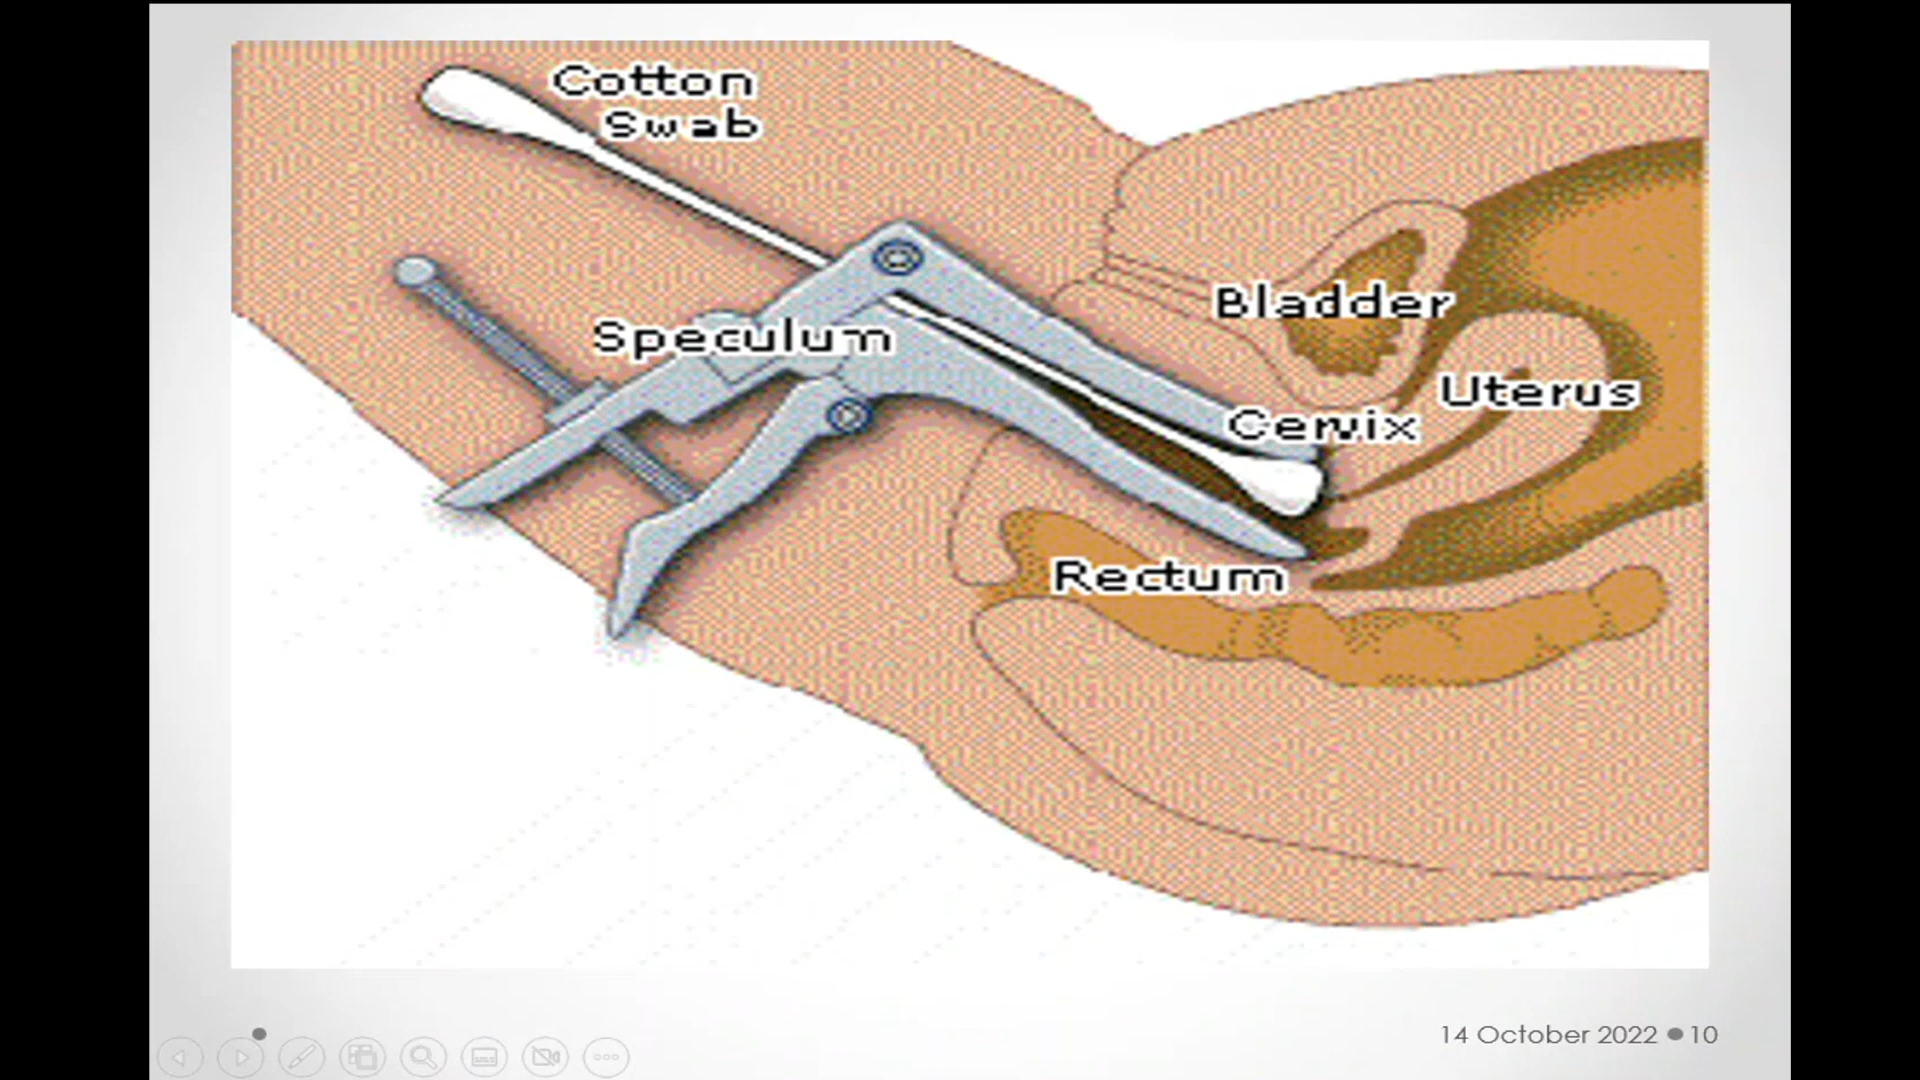 Cotton
Swab
Speculum
Bladder
Uterus
Cervix
Rectum
14 October 2022
10